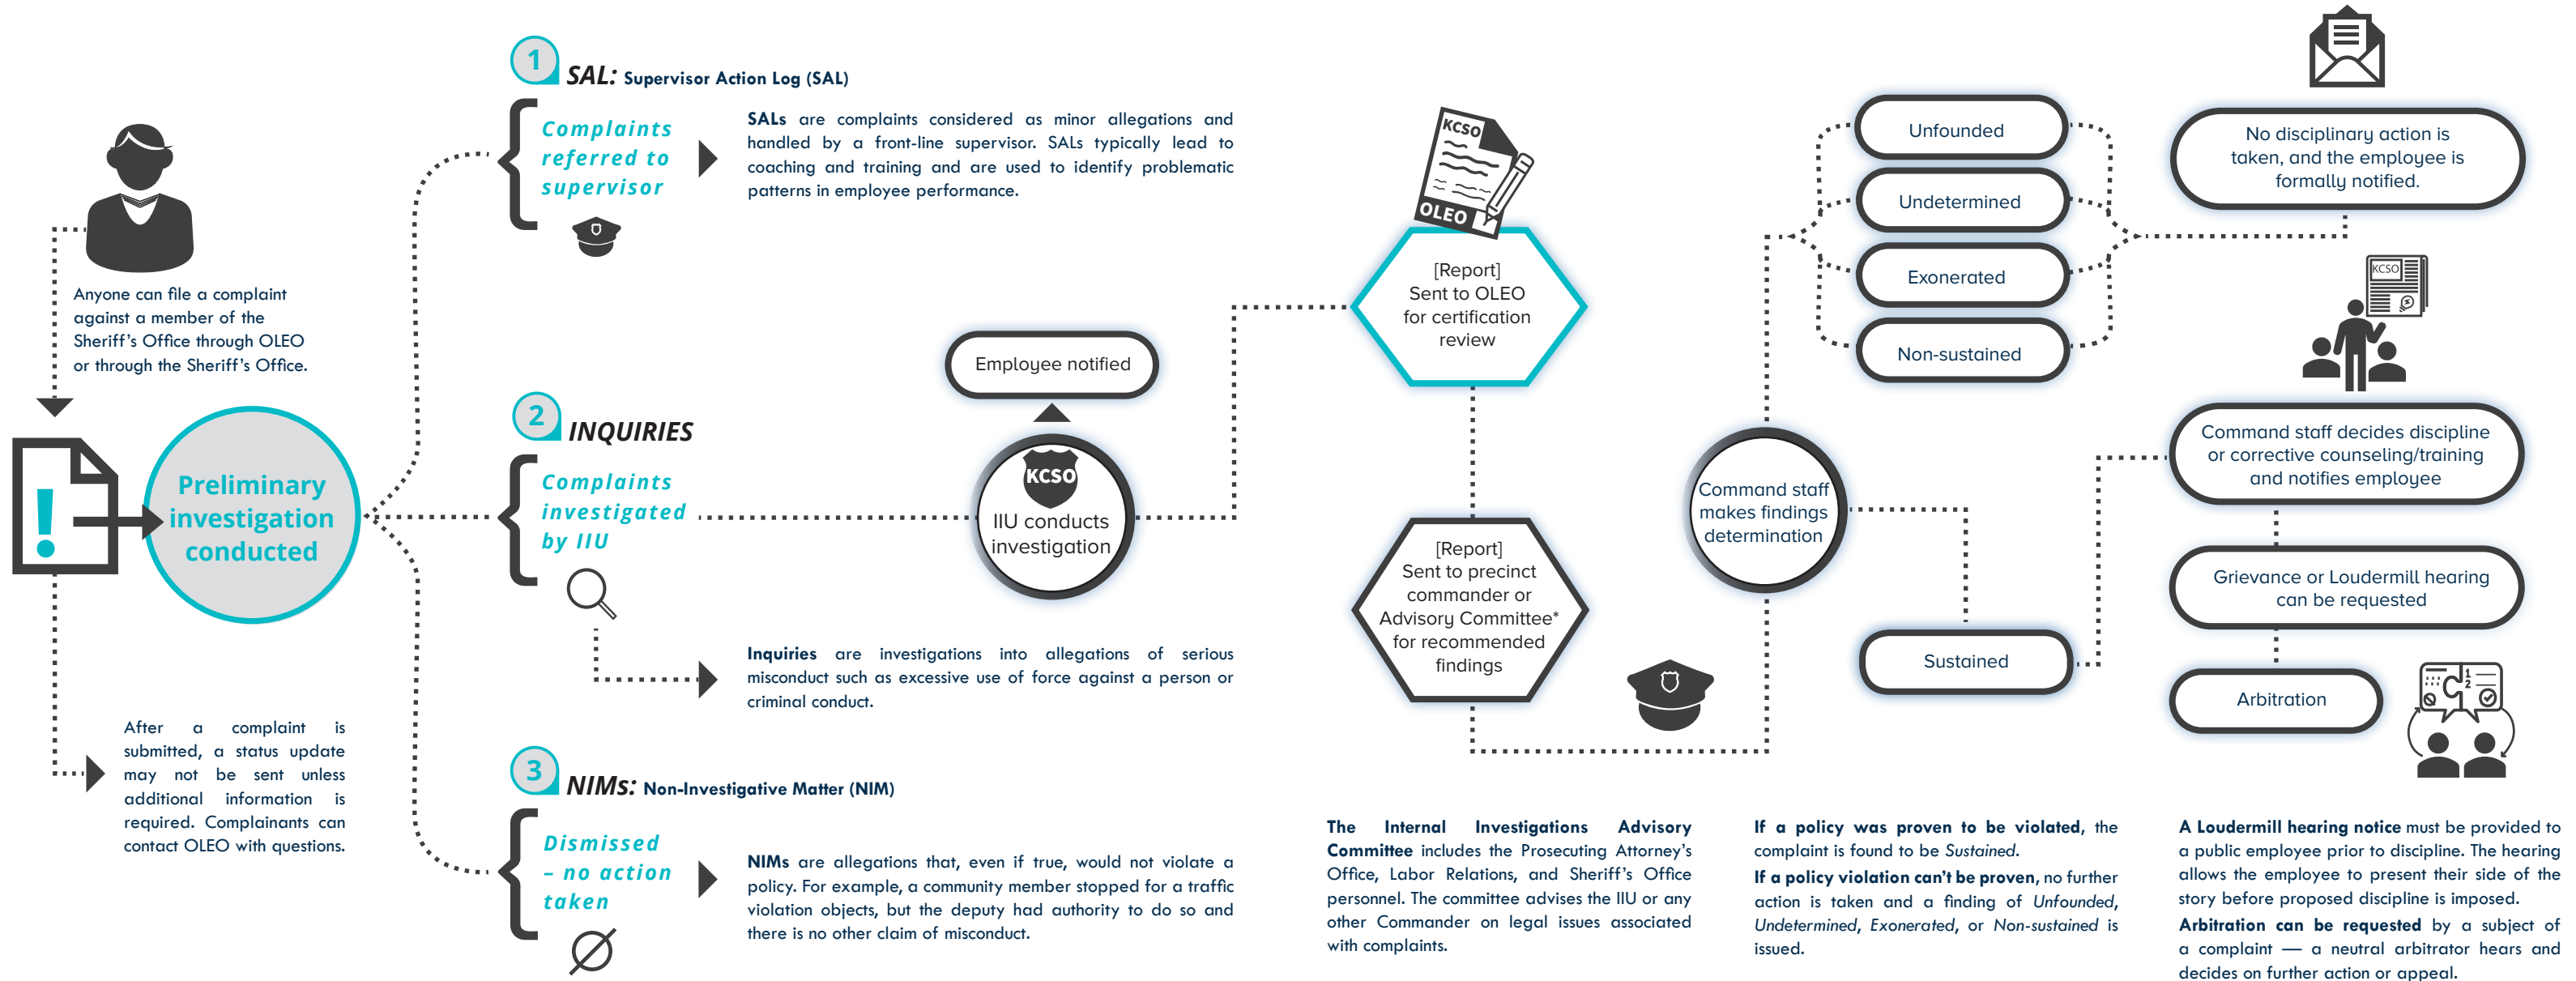 Anyone can file a complaint
against a member of the
Sheriff's Office through OLEO
or through the Sheriff's Office.
!
Preliminary
investigation
conducted
After a complaint is
submitted, a status update
may not be sent unless
additional information is
required. Complainants can
contact OLEO with questions.
1
SAL: Supervisor Action Log (SAL)
Complaints
referred to
supervisor
SALs are complaints considered as minor allegations and
handled by a front-line supervisor. SALs typically lead to
coaching and training and are used to identify problematic
patterns in employee performance.
2
INQUIRIES
Complaints
investigated
by IIU
Inquiries are investigations into allegations of serious
misconduct such as excessive use of force against a person or
criminal conduct.
3
NIMs: Non-Investigative Matter (NIM)
Dismissed
– no action
taken
NIMs are allegations that, even if true, would not violate a
policy. For example, a community member stopped for a traffic
violation objects, but the deputy had authority to do so and
there is no other claim of misconduct.
Employee notified
KCSO
IIU conducts
investigation
KCSO
OLEO
[Report]
Sent to OLEO
for certification
review
[Report]
Sent to precinct
commander or
Advisory Committee*
for recommended
findings
The Internal Investigations Advisory
Committee includes the Prosecuting Attorney's
Office, Labor Relations, and Sheriff's Office
personnel. The committee advises the IIU or any
other Commander on legal issues associated
with complaints.
Command staff
makes findings
determination
Unfounded
Undetermined
Exonerated
Non-sustained
Sustained
If a policy was proven to be violated, the
complaint is found to be Sustained.
If a policy violation can't be proven, no further
action is taken and a finding of Unfounded,
Undetermined, Exonerated, or Non-sustained is
issued.
No disciplinary action is
taken, and the employee is
formally notified.
KCSO
Command staff decides discipline
or corrective counseling/training
and notifies employee
Grievance or Loudermill hearing
can be requested
Arbitration
1
2
A Loudermill hearing notice must be provided to
a public employee prior to discipline. The hearing
allows the employee to present their side of the
story before proposed discipline is imposed.
Arbitration can be requested by a subject of
a complaint — a neutral arbitrator hears and
decides on further action or appeal.